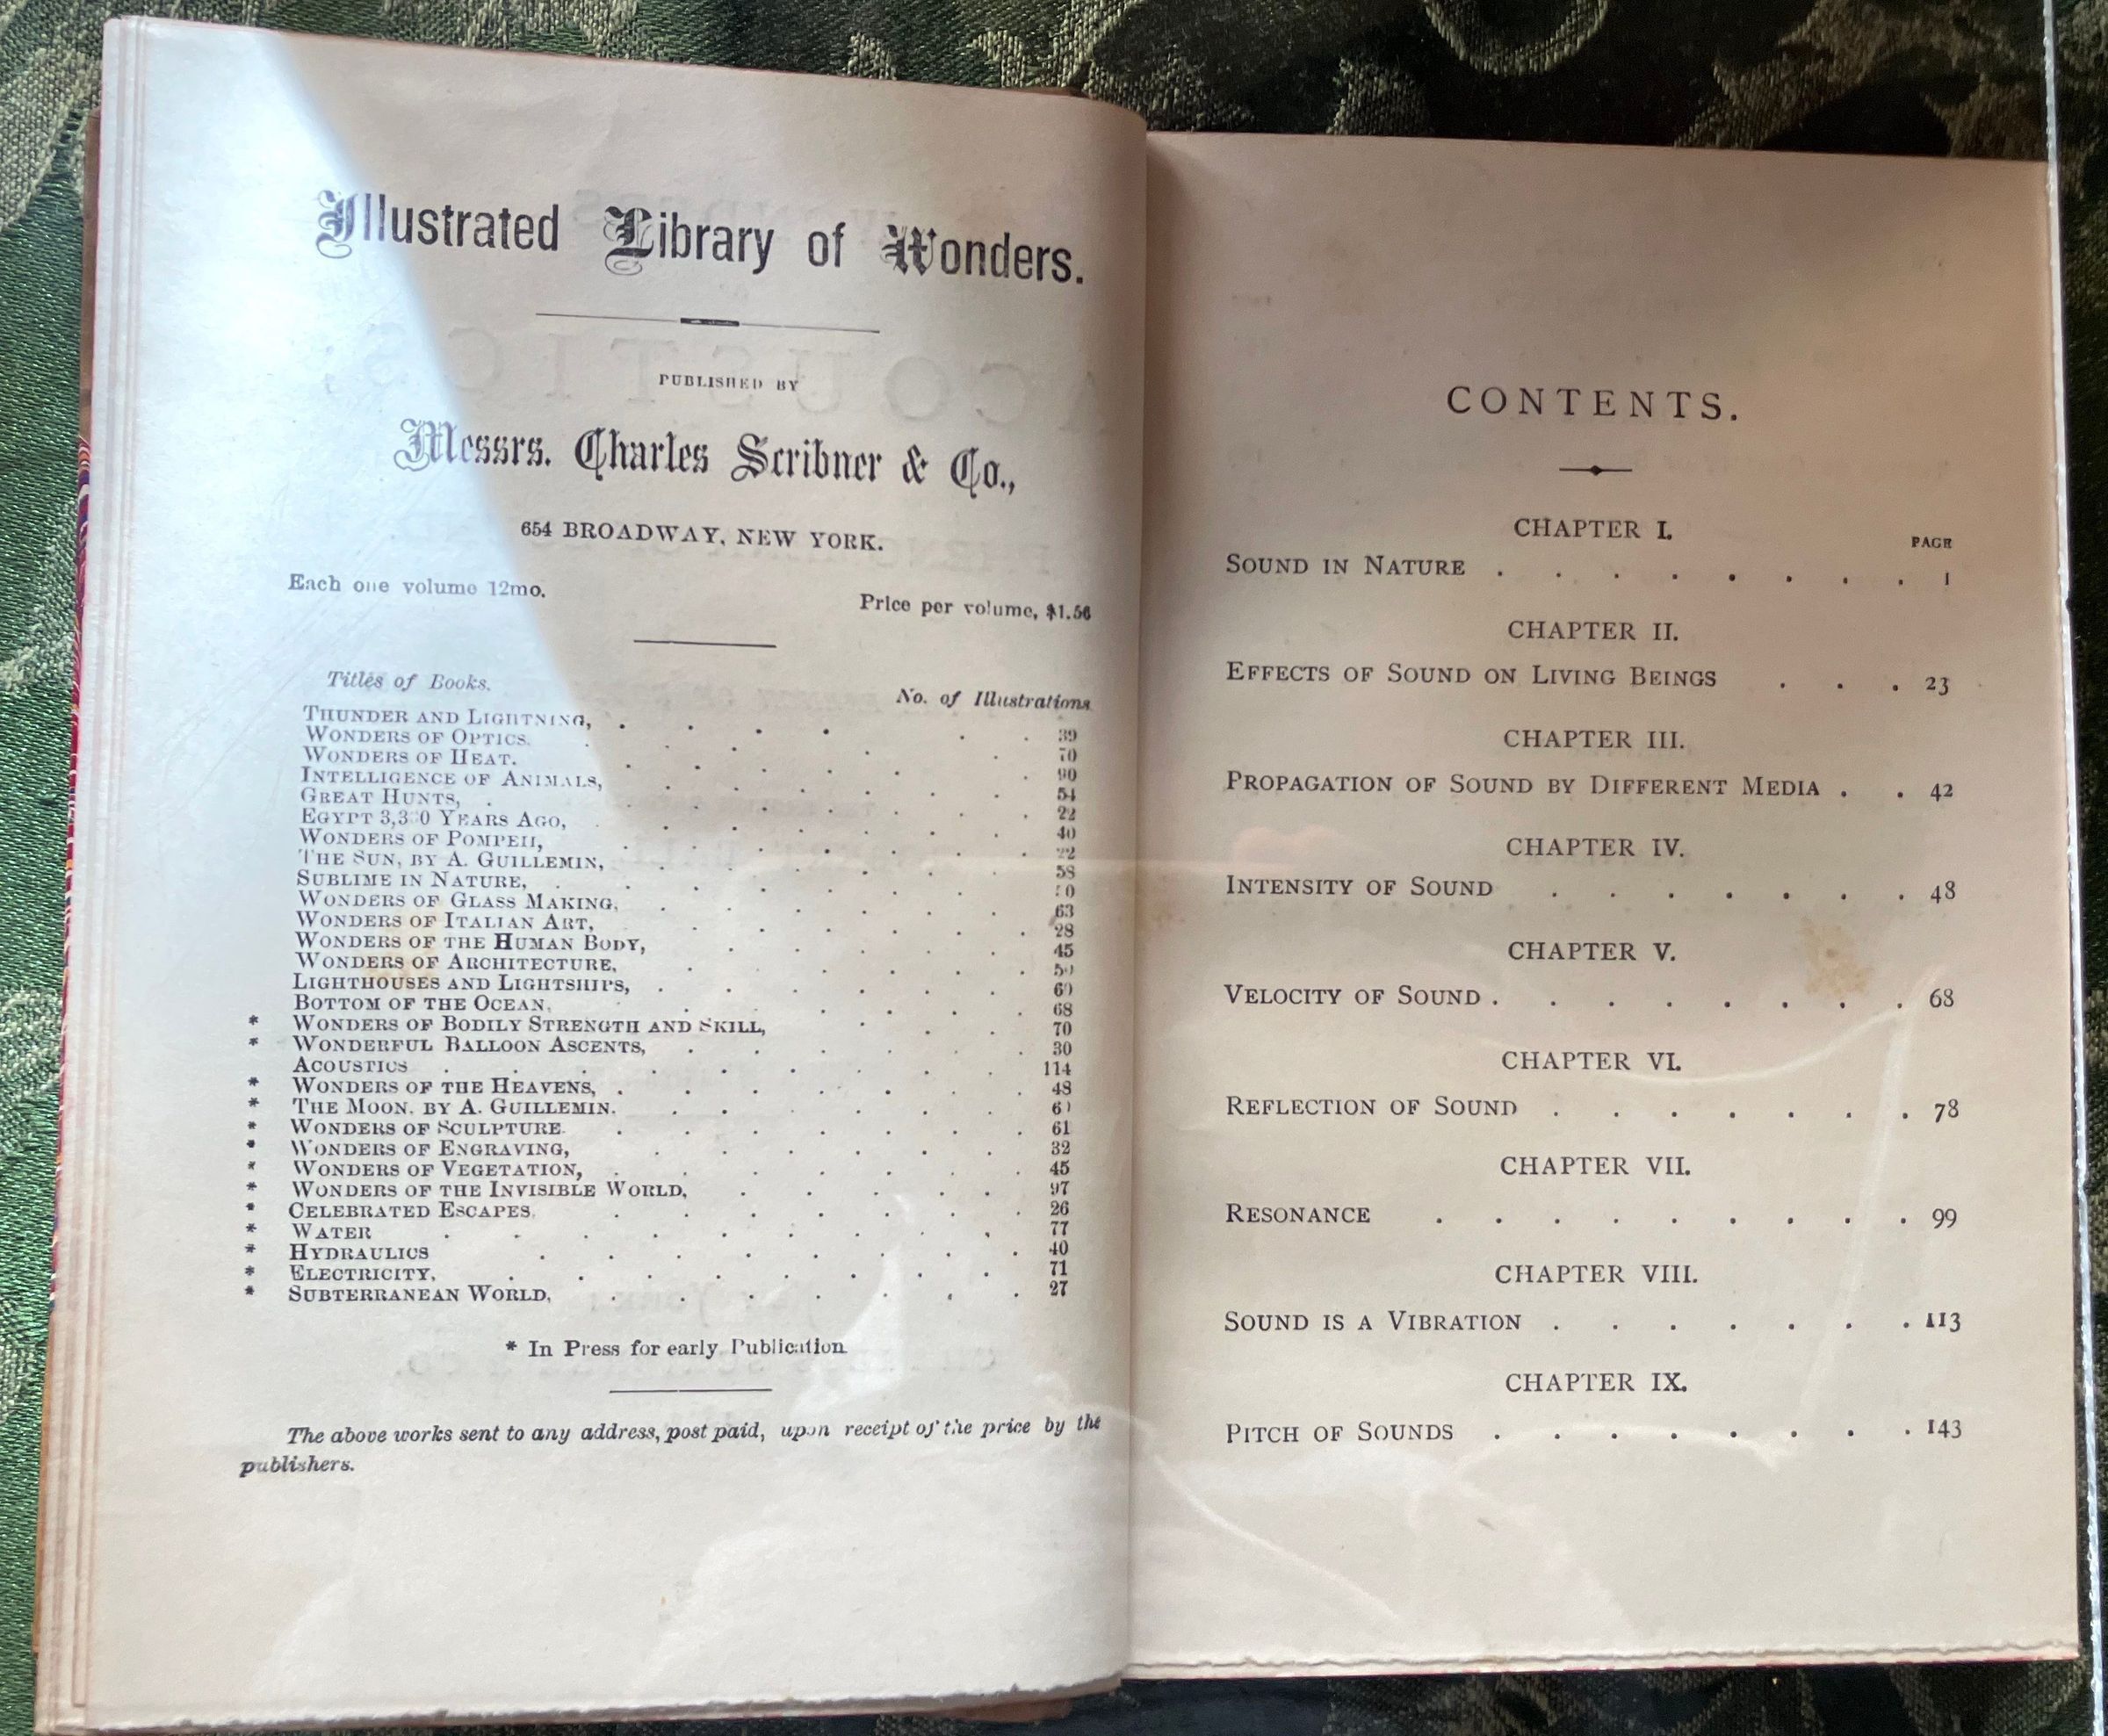 Illustrated Library of Wonders.
PUBLISHED BY
Messrs. Charles Scribner & Co.,
654 BROADWAY, NEW YORK.
Each one volume 12mo. Price per volume, $1.50
Titles of Books. No. of Illustrations
THUNDER AND LIGHTNING, . . . . . . 39
WONDERS OF OPTICS. . . . . . 70
WONDERS OF HEAT. . . . . . 90
INTELLIGENCE OF ANIMALS, . . . . . 54
GREAT HUNTS, . . . . . . 22
EGYPT 3,3 0 YEARS AGO, . . . . . . 40
WONDERS OF POMPEII, . . . . . . 22
THE SUN, BY A. GUILLEMIN, . . . . . 58
SUBLIME IN NATURE, . . . . . . 0
WONDERS OF GLASS MAKING, . . . . . 63
WONDERS OF ITALIAN ART, . . . . . 28
WONDERS OF THE HUMAN BODY, . . . . . 45
WONDERS OF ARCHITECTURE, . . . . . 50
LIGHTHOUSES AND LIGHTSHIPS, . . . . . 60
BOTTOM OF THE OCEAN, . . . . . 68
* WONDERS OF BODILY STRENGTH AND SKILL, . . . 70
* WONDERFUL BALLOON ASCENTS, . . . . . 30
ACOUSTICS . . . . . . . . 114
* WONDERS OF THE HEAVENS, . . . . . . 48
* THE MOON, BY A. GUILLEMIN. . . . . . 60
* WONDERS OF SCULPTURE. . . . . . . 61
* WONDERS OF ENGRAVING, . . . . . . 32
* WONDERS OF VEGETATION, . . . . . . 45
* WONDERS OF THE INVISIBLE WORLD, . . . . 97
* CELEBRATED ESCAPES, . . . . . . 26
* WATER . . . . . . . . 77
* HYDRAULICS . . . . . . . 40
* ELECTRICITY, . . . . . . . 71
* SUBTERRANEAN WORLD, . . . . . . 27
* In Press for early Publication.
The above works sent to any address, post paid, upon receipt of the price by the
publishers.
CONTENTS.
CHAPTER I.
PAGE
SOUND IN NATURE . . . . . . . . 1
CHAPTER II.
EFFECTS OF SOUND ON LIVING BEINGS . . . 23
CHAPTER III.
PROPAGATION OF SOUND BY DIFFERENT MEDIA . . 42
CHAPTER IV.
INTENSITY OF SOUND . . . . . . . 48
CHAPTER V.
VELOCITY OF SOUND . . . . . . . . 68
CHAPTER VI.
REFLECTION OF SOUND . . . . . . . 78
CHAPTER VII.
RESONANCE . . . . . . . . . 99
CHAPTER VIII.
SOUND IS A VIBRATION . . . . . . . 113
CHAPTER IX.
PITCH OF SOUNDS . . . . . . . . 143